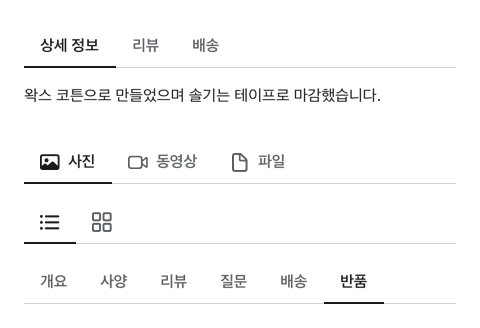 상세 정보 리뷰 배송
왁스 코튼으로 만들었으며 솔기는 테이프로 마감했습니다.
사진 동영상 파일
개요 사양 리뷰 질문 배송 반품